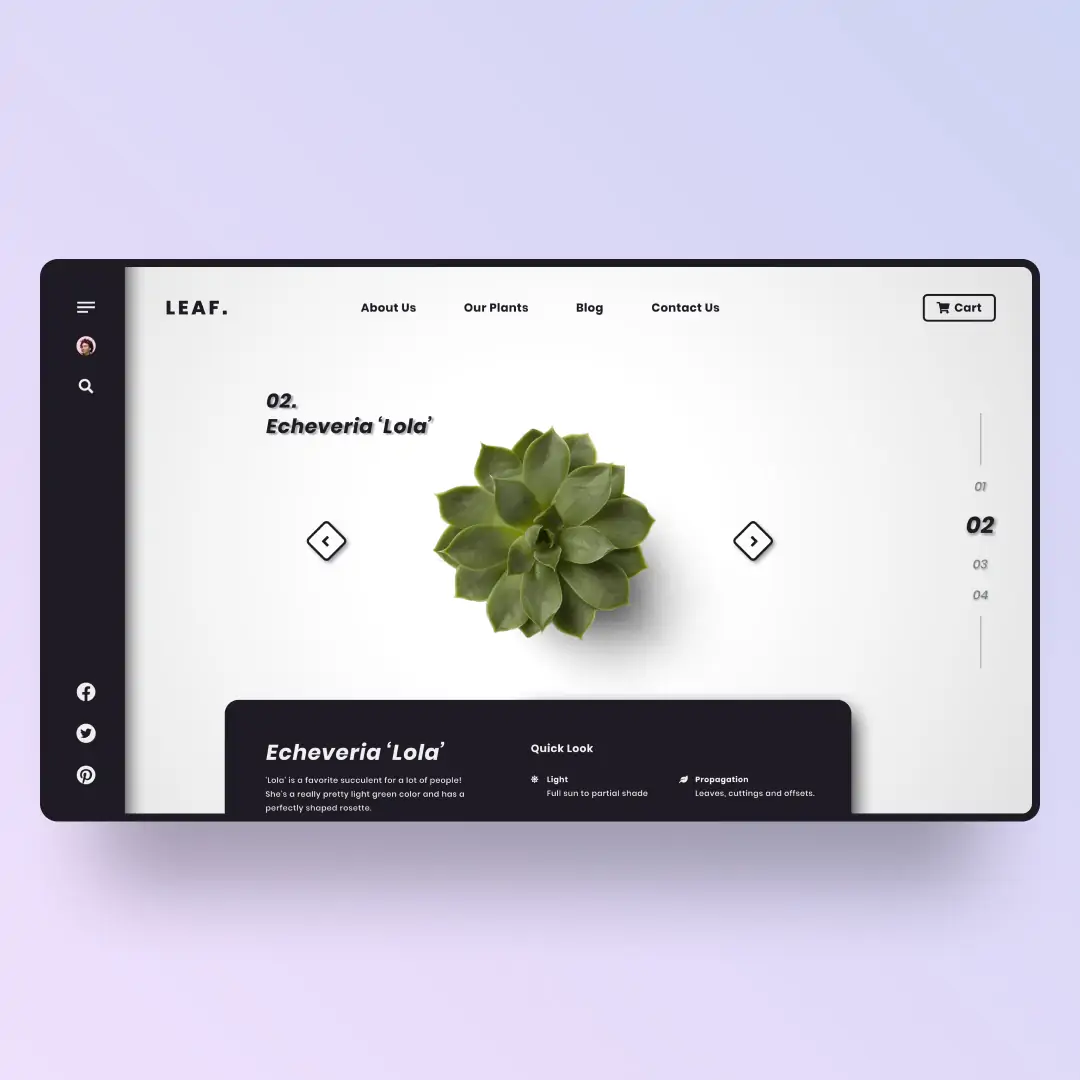 LEAF.
About Us
Our Plants
Blog
Contact Us
Cart
02.
Echeveria ‘Lola’
01
02
03
04
Echeveria ‘Lola’
'Lola' is a favorite succulent for a lot of people!
She's a really pretty light green color and has a
perfectly shaped rosette.
Quick Look
Light
Full sun to partial shade
Propagation
Leaves, cuttings and offsets.